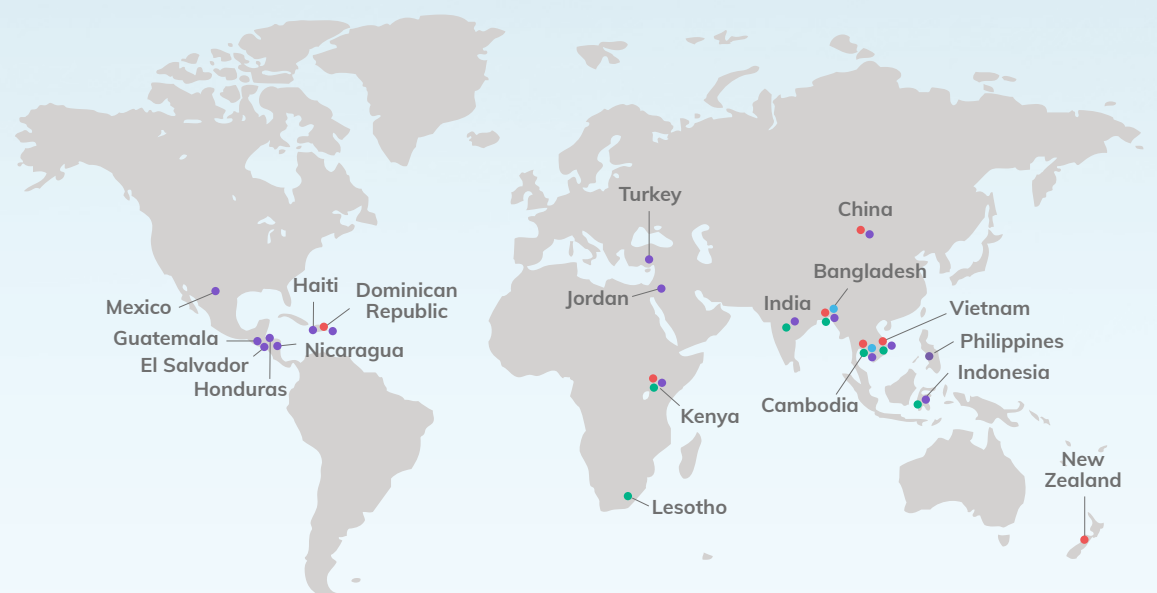 Turkey
China
Bangladesh
Haiti
Dominican
Republic
Jordan
India
Mexico
Vietnam
Guatemala
Nicaragua
Philippines
El Salvador
Indonesia
Honduras
Cambodia
Kenya
New
Zealand
Lesotho